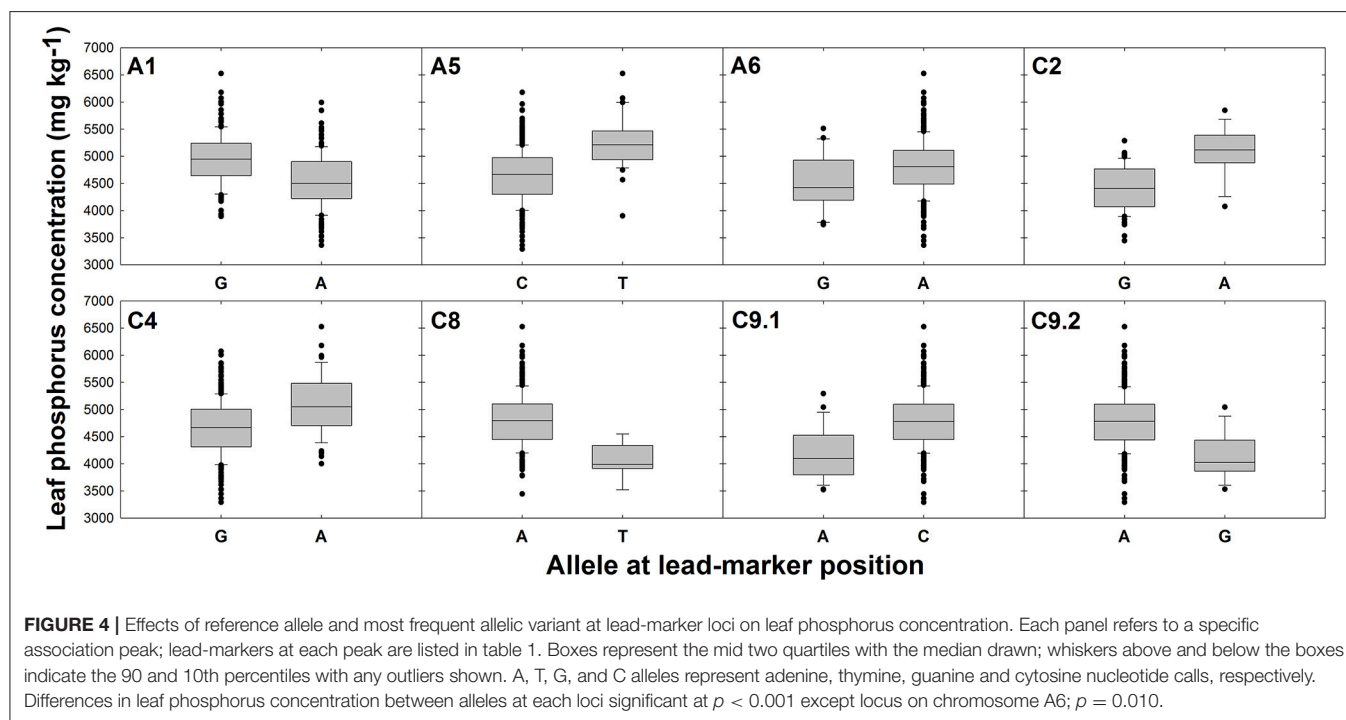 Leaf phosphorus concentration (mg kg-1)
7000
6500
6000
5500
5000
4500
4000
3500
3000
A1
G A
A5
C T
A6
G A
C2
G A
7000
6500
6000
5500
5000
4500
4000
3500
3000
C4
G A
C8
A T
C9.1
A C
C9.2
A G
Allele at lead-marker position
FIGURE 4 | Effects of reference allele and most frequent allelic variant at lead-marker loci on leaf phosphorus concentration. Each panel refers to a specific
association peak; lead-markers at each peak are listed in table 1. Boxes represent the mid two quartiles with the median drawn; whiskers above and below the boxes
indicate the 90 and 10th percentiles with any outliers shown. A, T, G, and C alleles represent adenine, thymine, guanine and cytosine nucleotide calls, respectively.
Differences in leaf phosphorus concentration between alleles at each loci significant at p < 0.001 except locus on chromosome A6; p = 0.010.